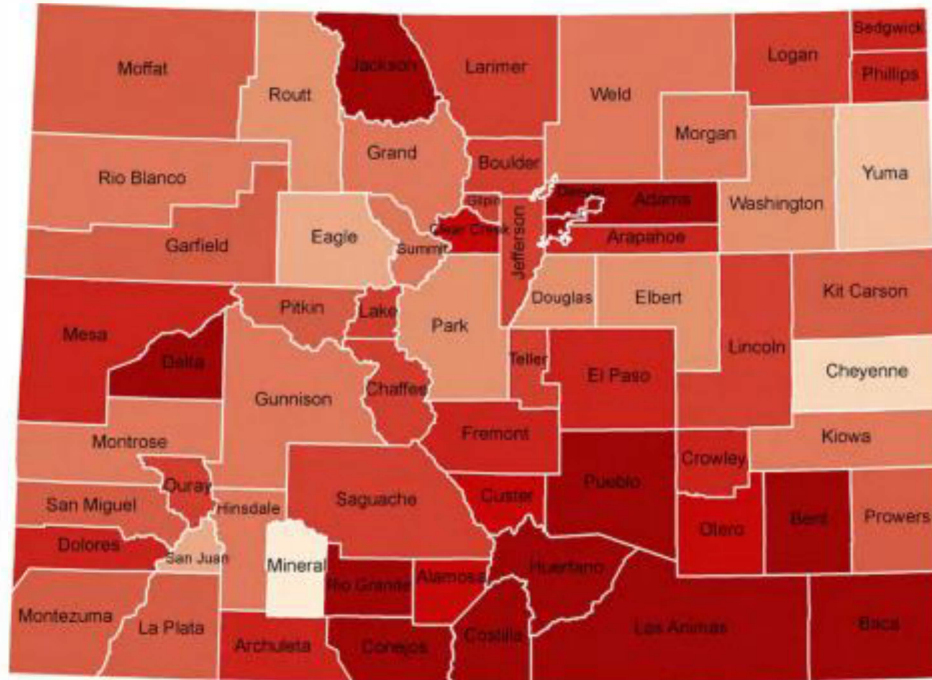 Moffat
Routt
Jackson
Larimer
Weld
Logan
Sedgwick
Phillips
Morgan
Grand
Boulder
Rio Blanco
Gilpin
Denver
Adams
Washington
Yuma
Garfield
Eagle
Summit
Clear Creek
Jefferson
Arapahoe
Douglas
Elbert
Kit Carson
Mesa
Pitkin
Lake
Park
Lincoln
Delta
Teller
El Paso
Cheyenne
Gunnison
Chaffee
Montrose
Fremont
Kiowa
Crowley
Ouray
San Miguel
Hinsdale
Saguache
Custer
Pueblo
Otero
Bent
Prowers
Dolores
San Juan
Mineral
Rio Grande
Alamosa
Huerfano
Montezuma
La Plata
Archuleta
Conejos
Costilla
Las Animas
Baca